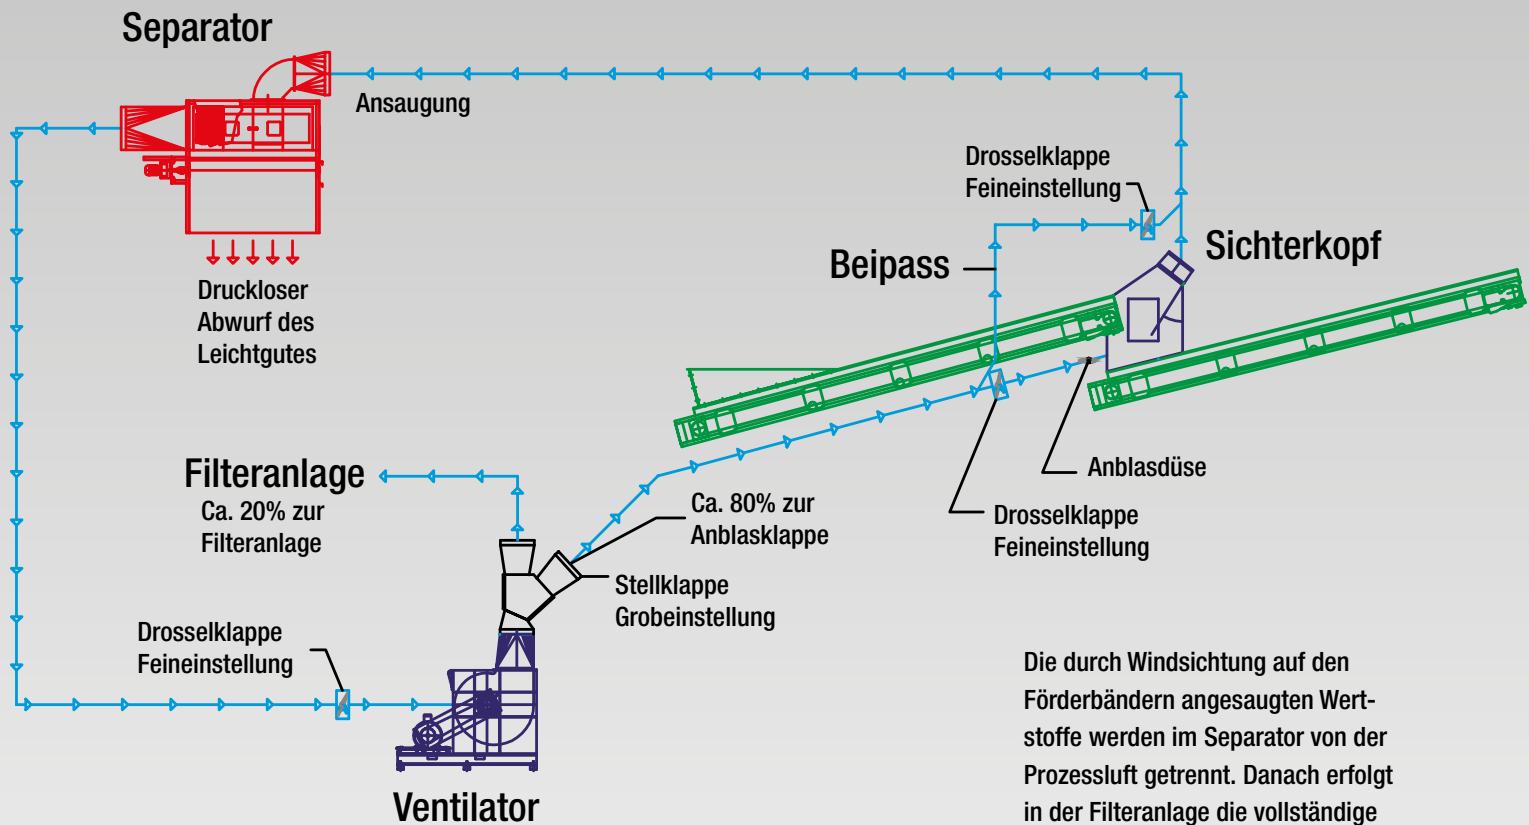 Separator
Ansaugung
Drosselklappe
Feineinstellung
Beipass
Sichterkopf
Druckloser
Abwurf des
Leichtgutes
Filteranlage
Ca. 20% zur
Filteranlage
Ca. 80% zur
Anblasklappe
Anblasdüse
Drosselklappe
Feineinstellung
Stellklappe
Grobeinstellung
Drosselklappe
Feineinstellung
Ventilator
Die durch Windsichtung auf den
Förderbändern angesaugten Wert-
stoffe werden im Separator von der
Prozessluft getrennt. Danach erfolgt
in der Filteranlage die vollständige